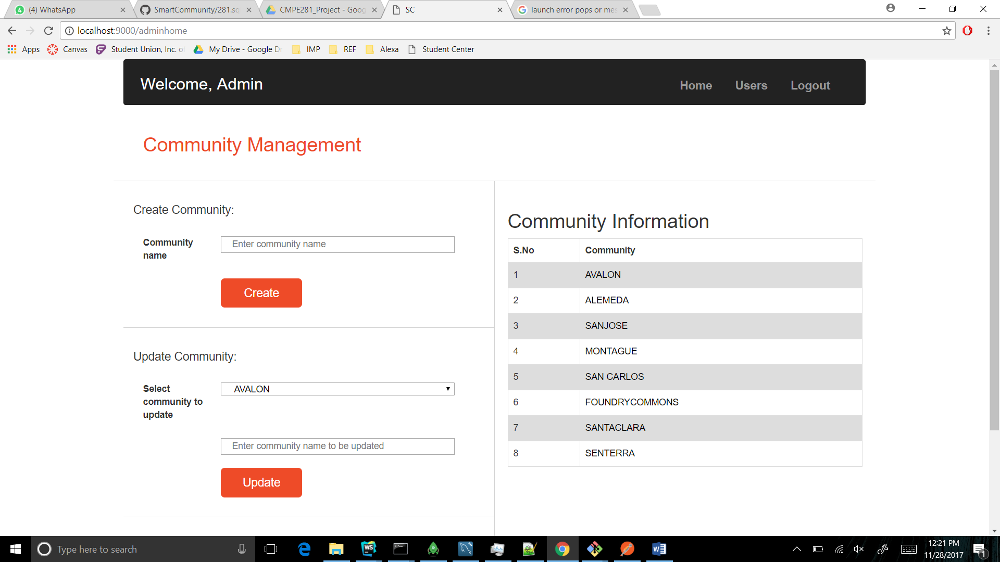 (4) WhatsApp
SmartCommunity/281.sq
CMPE281_Project - Goog
SC
launch error pops or mes
localhost:9000/adminhome
Apps
Canvas
Student Union, Inc. o
My Drive - Google Dr
IMP
REF
Alexa
Student Center
Welcome, Admin
Home
Users
Logout
Community Management
Create Community:
Community
name
Enter community name
Create
Update Community:
Select
community to
update
AVALON
Enter community name to be updated
Update
Community Information
S.No Community
1 AVALON
2 ALEMEDA
3 SANJOSE
4 MONTAGUE
5 SAN CARLOS
6 FOUNDRYCOMMONS
7 SANTACLARA
8 SENTERRA
Type here to search
WS
12:21 PM
11/28/2017
1